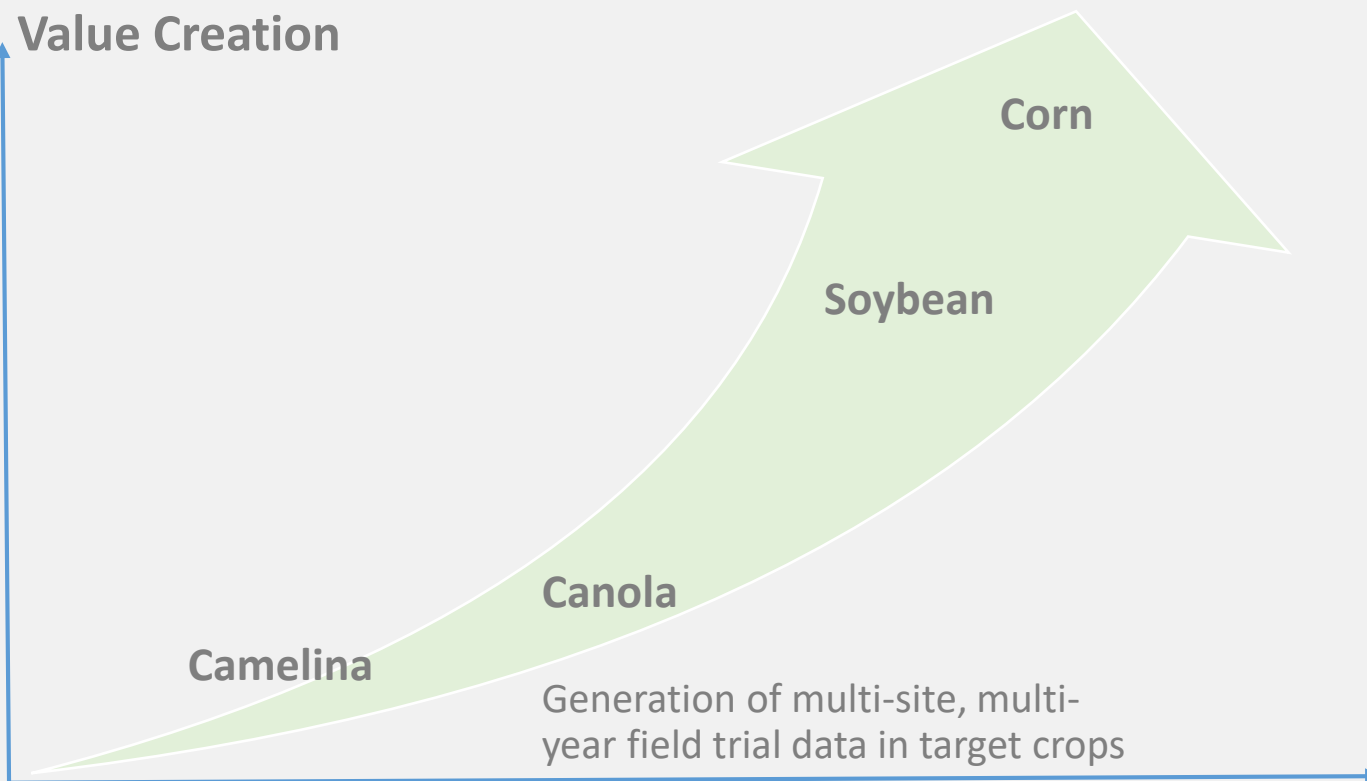 Value Creation
Corn
Soybean
Canola
Camelina
Generation of multi-site, multi-
year field trial data in target crops